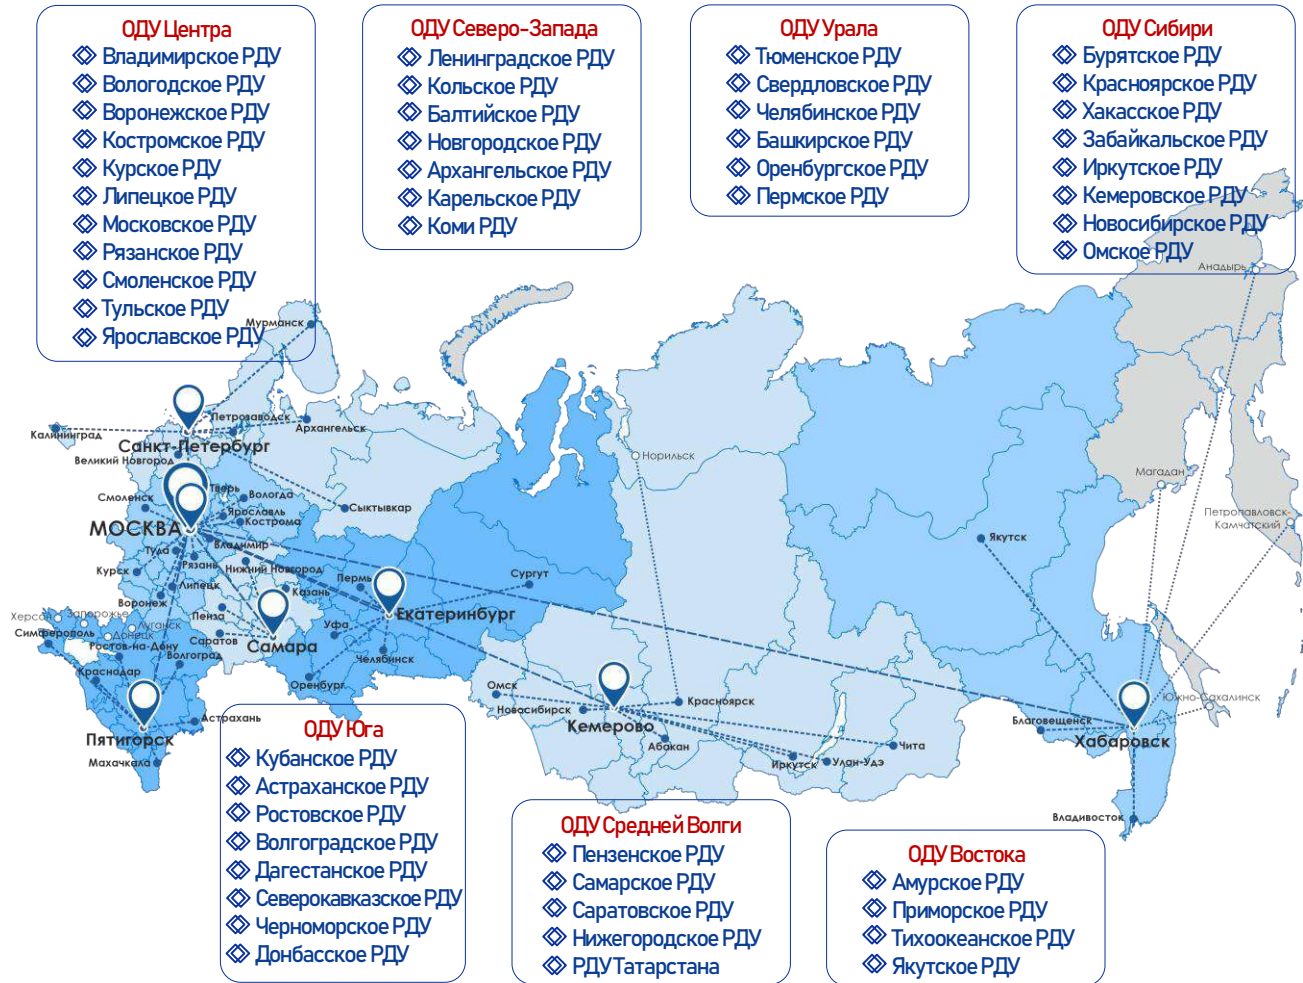 ОДУ Центра
Владимирское РДУ
Вологодское РДУ
Воронежское РДУ
Костромское РДУ
Курское РДУ
Липецкое РДУ
Московское РДУ
Рязанское РДУ
Смоленское РДУ
Тульское РДУ
Ярославское РДУ
ОДУ Северо-Запада
Ленинградское РДУ
Кольское РДУ
Балтийское РДУ
Новгородское РДУ
Архангельское РДУ
Карельское РДУ
Коми РДУ
ОДУ Урала
Тюменское РДУ
Свердловское РДУ
Челябинское РДУ
Башкирское РДУ
Оренбургское РДУ
Пермское РДУ
ОДУ Сибири
Бурятское РДУ
Красноярское РДУ
Хакасское РДУ
Забайкальское РДУ
Иркутское РДУ
Кемеровское РДУ
Новосибирское РДУ
Омское РДУ
Анадырь
Мурманск
Петрозаводск
Архангельск
Калининград
Санкт-Петербург
Великий Новгород
Норильск
Магадан
Тверь
Смоленск
Вологда
Сыктывкар
Ярославль
Кострома
МОСКВА
Петропавловск-
Камчатский
Якутск
Владимир
Тула
Рязань
Нижний Новгород
Курск
Липецк
Казань
Пермь
Сургут
Воронеж
Пенза
Екатеринбург
Херсон
Запорожье
Луганск
Симферополь
Донецк
Ростов-на-Дону
Саратов
Самара
Уфа
Волгоград
Челябинск
Краснодар
Оренбург
Омск
Новосибирск
Красноярск
Кемерово
Абакан
Иркутск
Улан-Удэ
Чита
Южно-Сахалинск
Благовещенск
Хабаровск
Владивосток
Астрахань
Пятигорск
Махачкала
ОДУ Юга
Кубанское РДУ
Астраханское РДУ
Ростовское РДУ
Волгоградское РДУ
Дагестанское РДУ
Северокавказское РДУ
Черноморское РДУ
Донбасское РДУ
ОДУ Средней Волги
Пензенское РДУ
Самарское РДУ
Саратовское РДУ
Нижегородское РДУ
РДУ Татарстана
ОДУ Востока
Амурское РДУ
Приморское РДУ
Тихоокеанское РДУ
Якутское РДУ